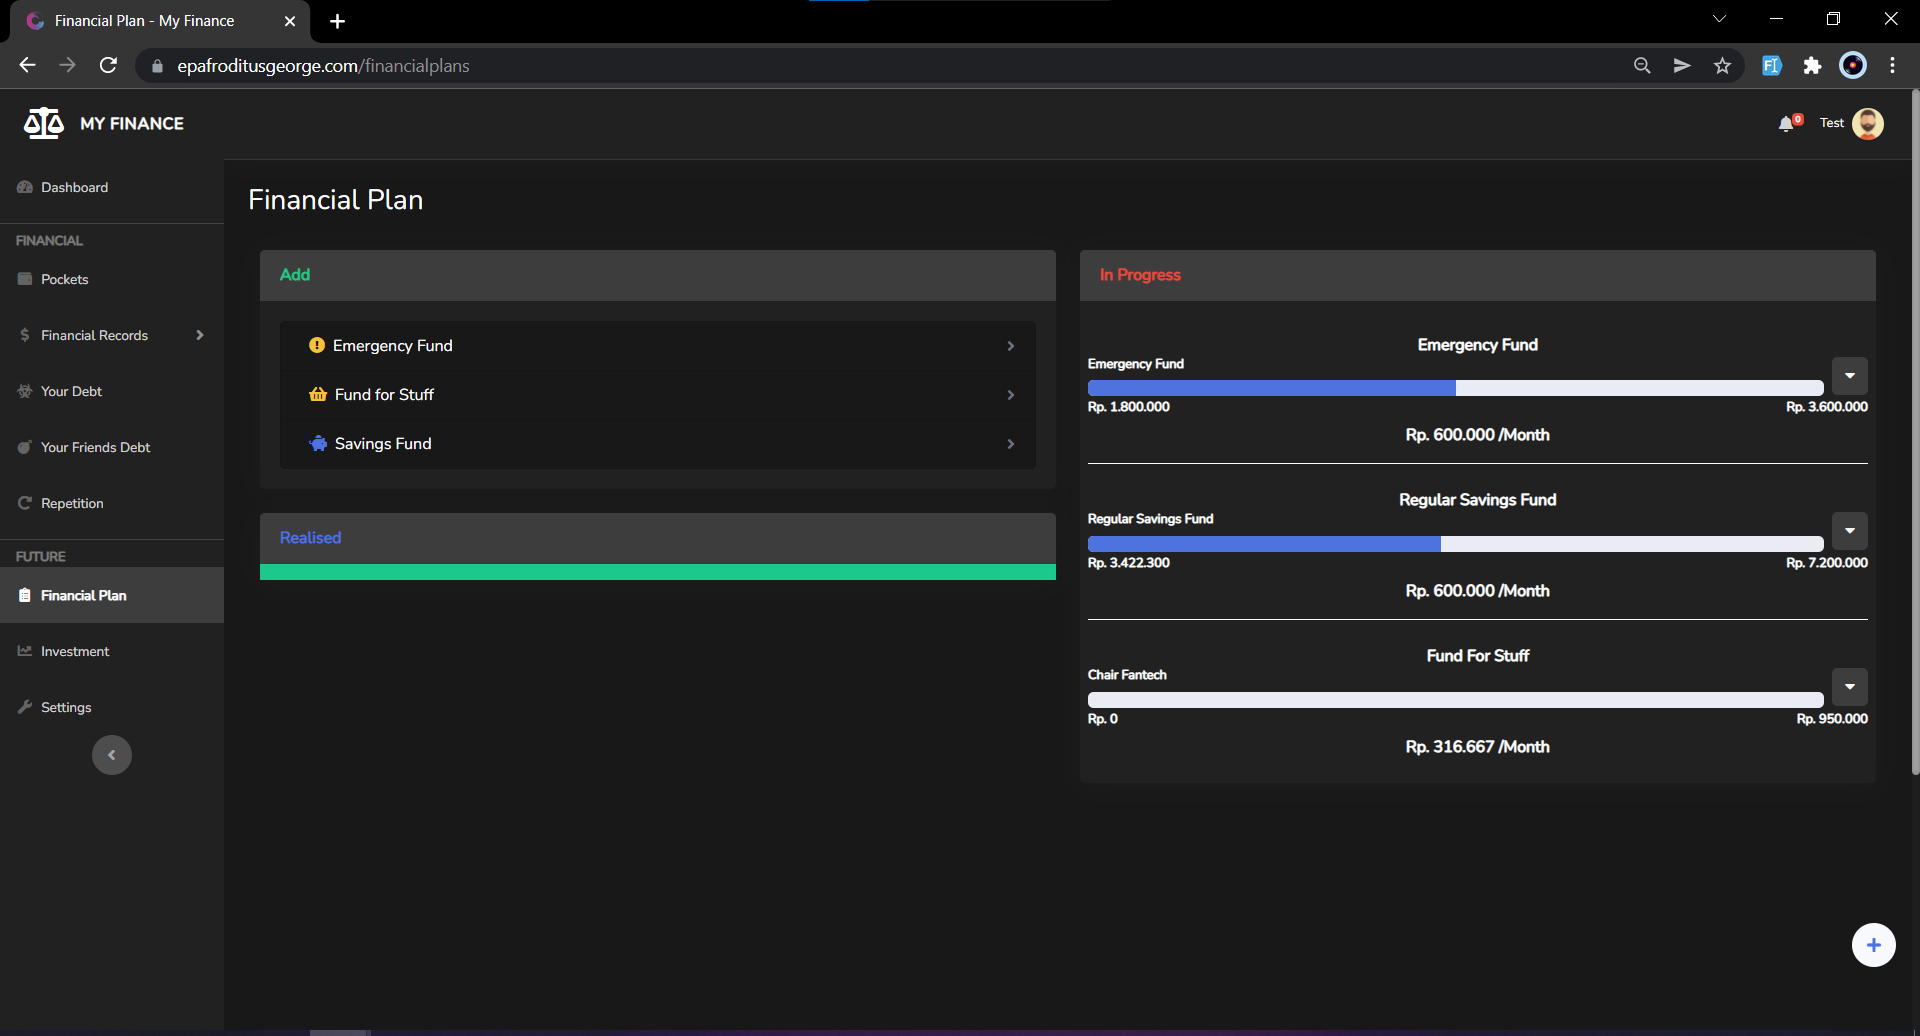 Financial Plan - My Finance
epafroditusgeorge.com/financialplans
MY FINANCE
0
Test
Dashboard
FINANCIAL
Pockets
Financial Records
Your Debt
Your Friends Debt
Repetition
FUTURE
Financial Plan
Investment
Settings
Financial Plan
Add
Emergency Fund
Fund for Stuff
Savings Fund
Realised
In Progress
Emergency Fund
Emergency Fund
Rp. 1.800.000 Rp. 3.600.000
Rp. 600.000 /Month
Regular Savings Fund
Regular Savings Fund
Rp. 3.422.300 Rp. 7.200.000
Rp. 600.000 /Month
Fund For Stuff
Chair Fantech
Rp. 0 Rp. 950.000
Rp. 316.667 /Month